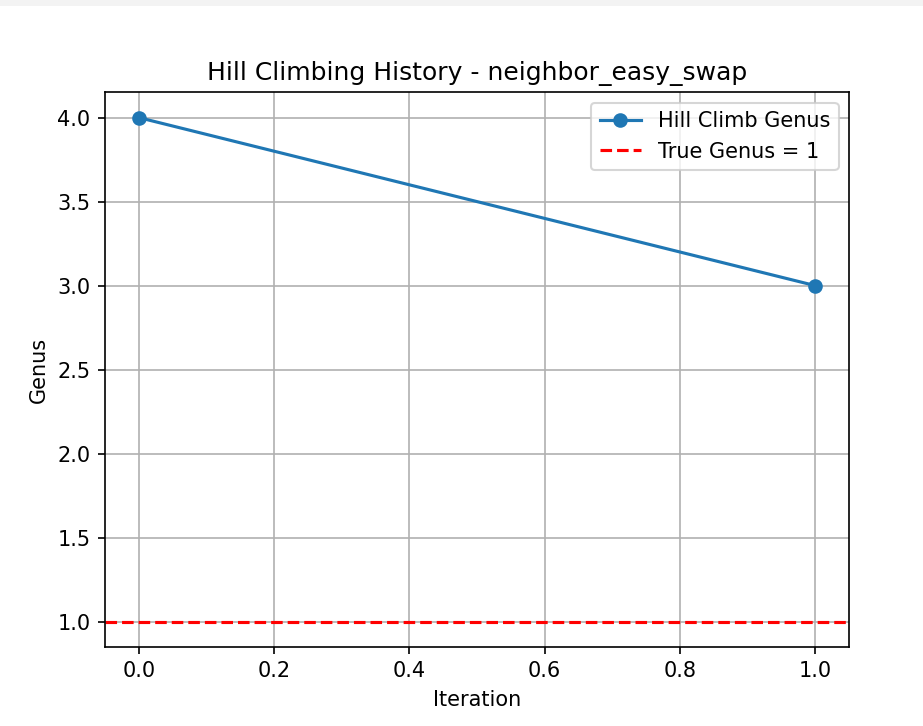 Hill Climbing History - neighbor_easy_swap
Hill Climb Genus
True Genus = 1
4.0
3.5
3.0
2.5
2.0
1.5
1.0
Genus
0.0 0.2 0.4 0.6 0.8 1.0
Iteration